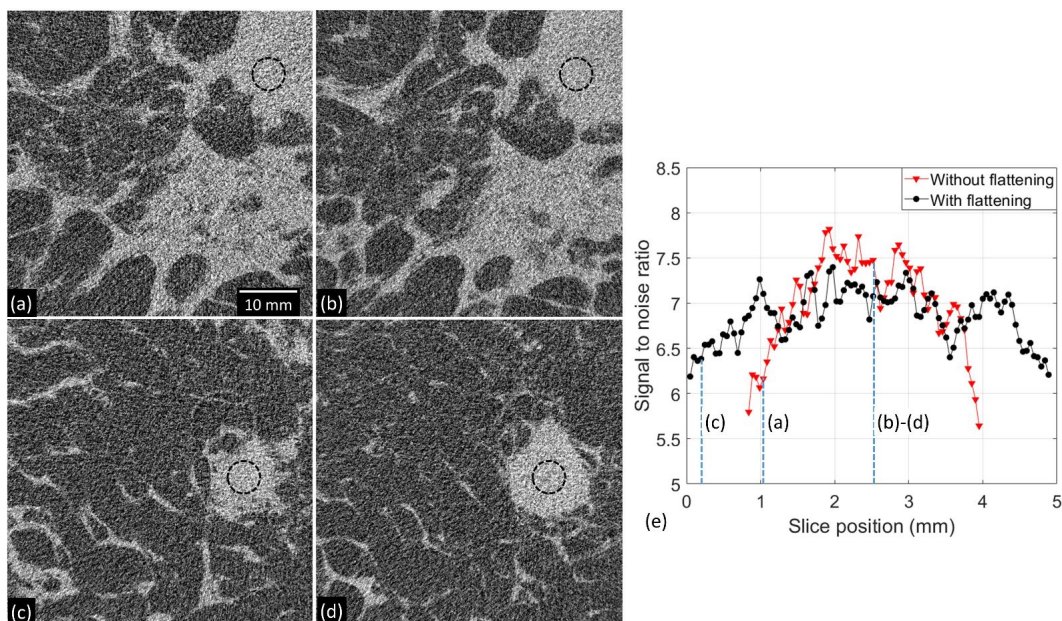 (a)
10 mm
(b)
(c)
(d)
8.5
8
7.5
7
6.5
6
5.5
5
Signal to noise ratio
Without flattening
With flattening
(c)
(a)
(b)-(d)
0
1
2
3
4
5
Slice position (mm)
(e)